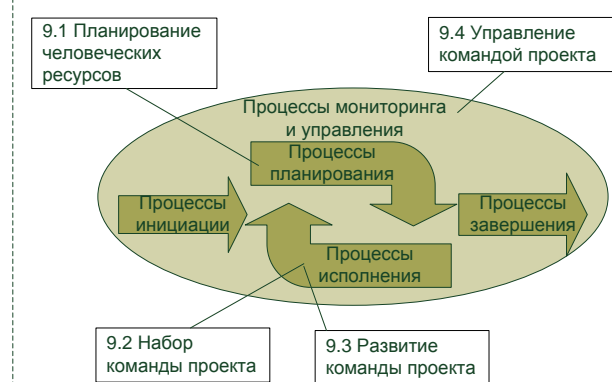 9.1 Планирование
человеческих
ресурсов
9.4 Управление
командой проекта
Процессы мониторинга
и управления
Процессы
планирования
Процессы
инициации
Процессы
завершения
Процессы
исполнения
9.2 Набор
команды проекта
9.3 Развитие
команды проекта